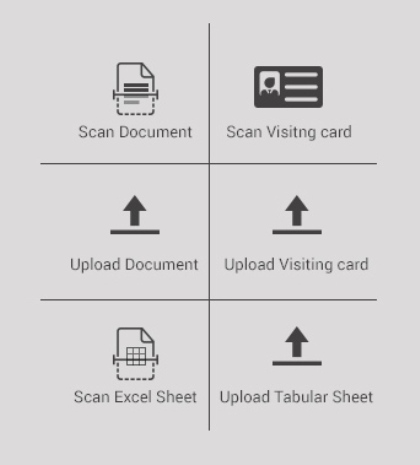 Scan Document
Scan Visitng card
Upload Document
Upload Visiting card
Scan Excel Sheet
Upload Tabular Sheet